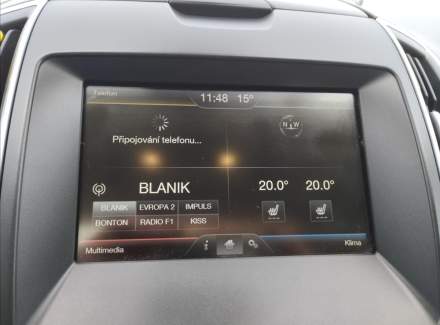 Telefon
11:48 15°
N W
Připojování telefonu...
BLANIK
20.0° 20.0°
BLANIK EVROPA 2 IMPULS
BONTON RADIO F1 KISS
Multimedia
Klima